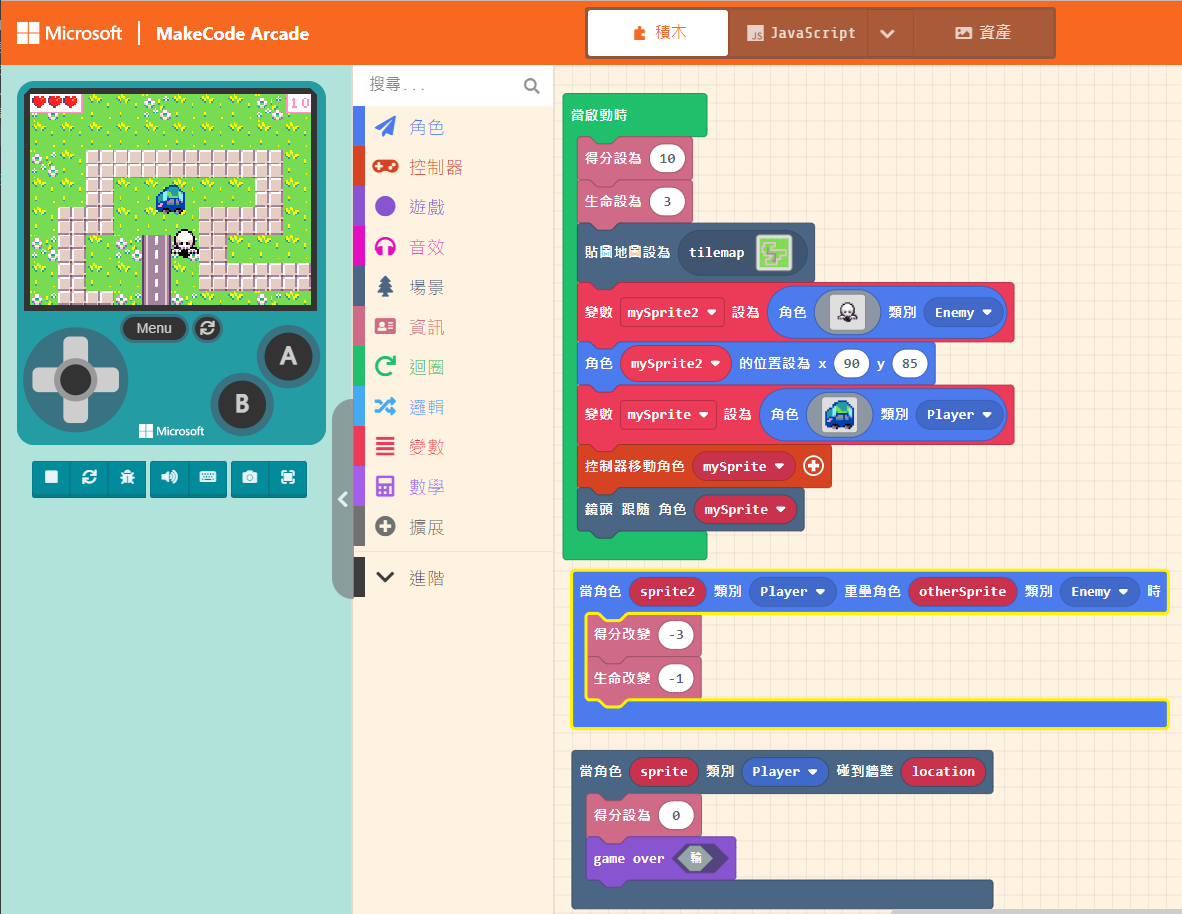 Microsoft
MakeCode Arcade
積木
JS JavaScript
資產
10
Menu
A
B
Microsoft
搜尋...
角色
控制器
遊戲
音效
場景
資訊
迴圈
邏輯
變數
數學
擴展
進階
當啟動時
得分設為 10
生命設為 3
貼圖地圖設為 tilemap
變數 mySprite2 設為 角色 類別 Enemy
角色 mySprite2 的位置設為 x 90 y 85
變數 mySprite 設為 角色 類別 Player
控制器移動角色 mySprite
鏡頭 跟隨 角色 mySprite
當角色 sprite2 類別 Player 重疊角色 otherSprite 類別 Enemy 時
得分改變 -3
生命改變 -1
當角色 sprite 類別 Player 碰到牆壁 location
得分設為 0
game over 輸